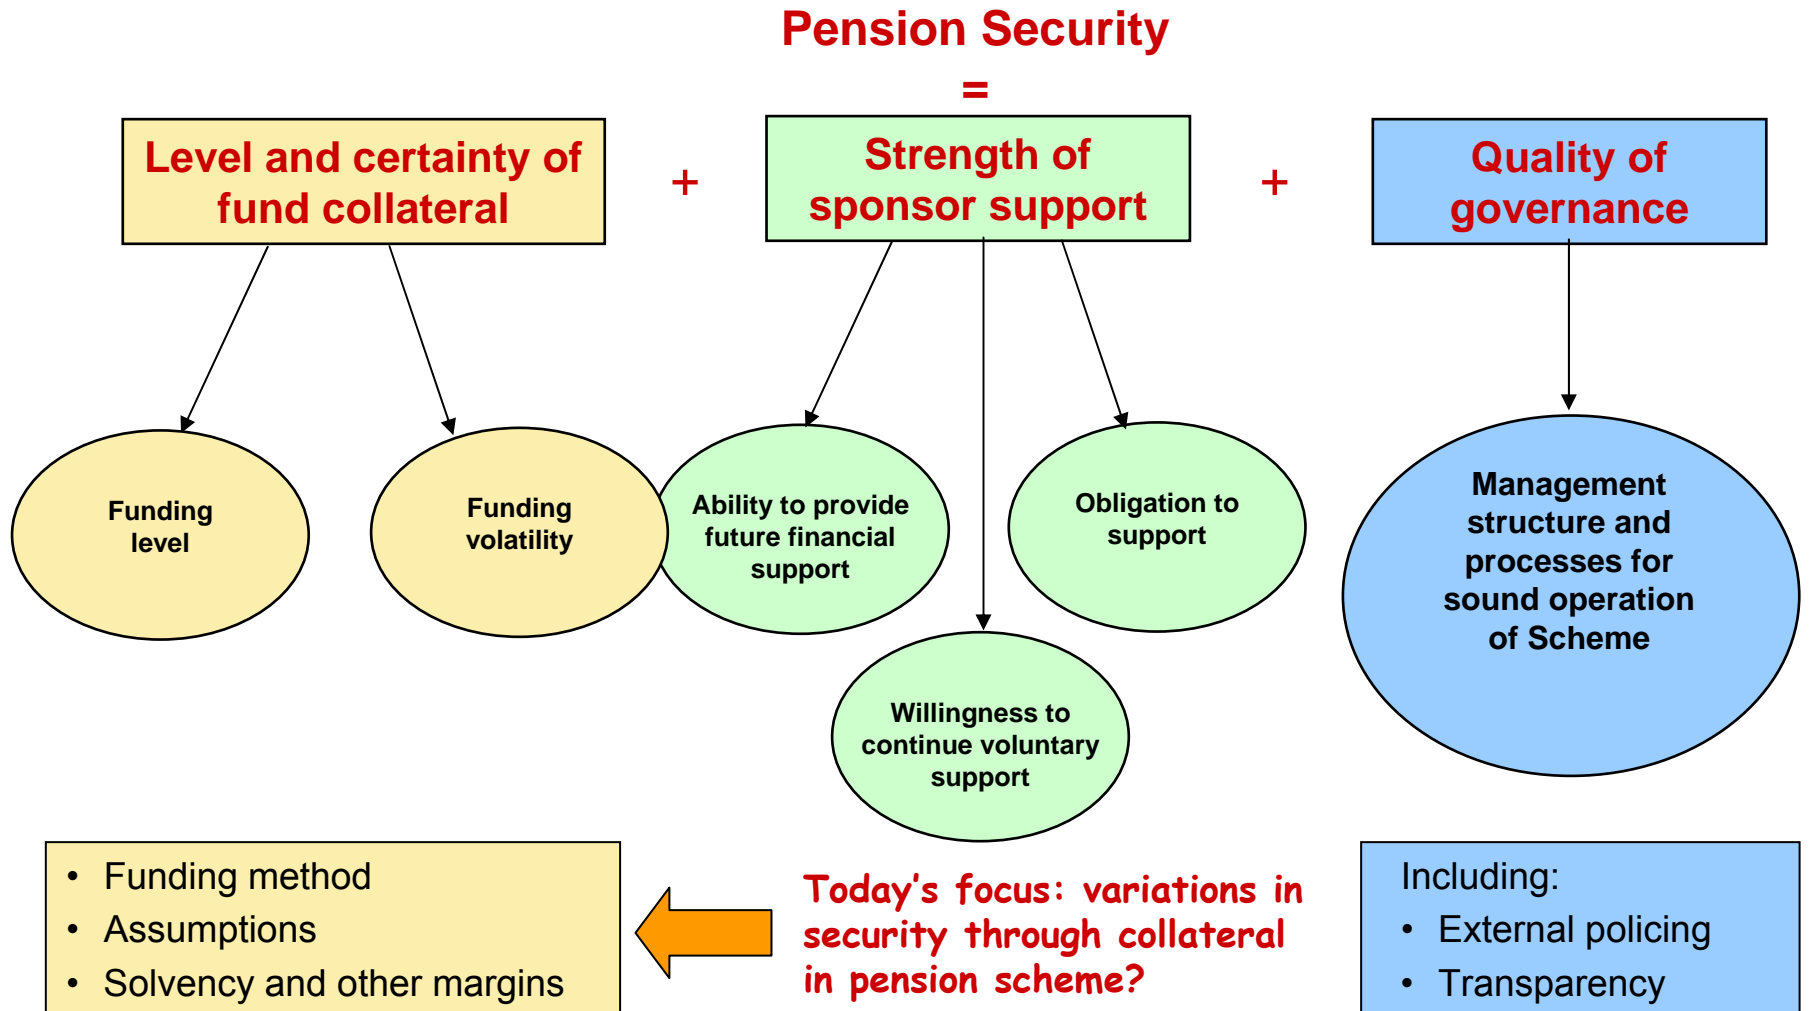 Pension Security
=
Level and certainty of
fund collateral
+
Strength of
sponsor support
+
Quality of
governance
Funding
level
Funding
volatility
Ability to provide
future financial
support
Obligation to
support
Willingness to
continue voluntary
support
Management
structure and
processes for
sound operation
of Scheme
• Funding method
• Assumptions
• Solvency and other margins
Today's focus: variations in
security through collateral
in pension scheme?
Including:
• External policing
• Transparency